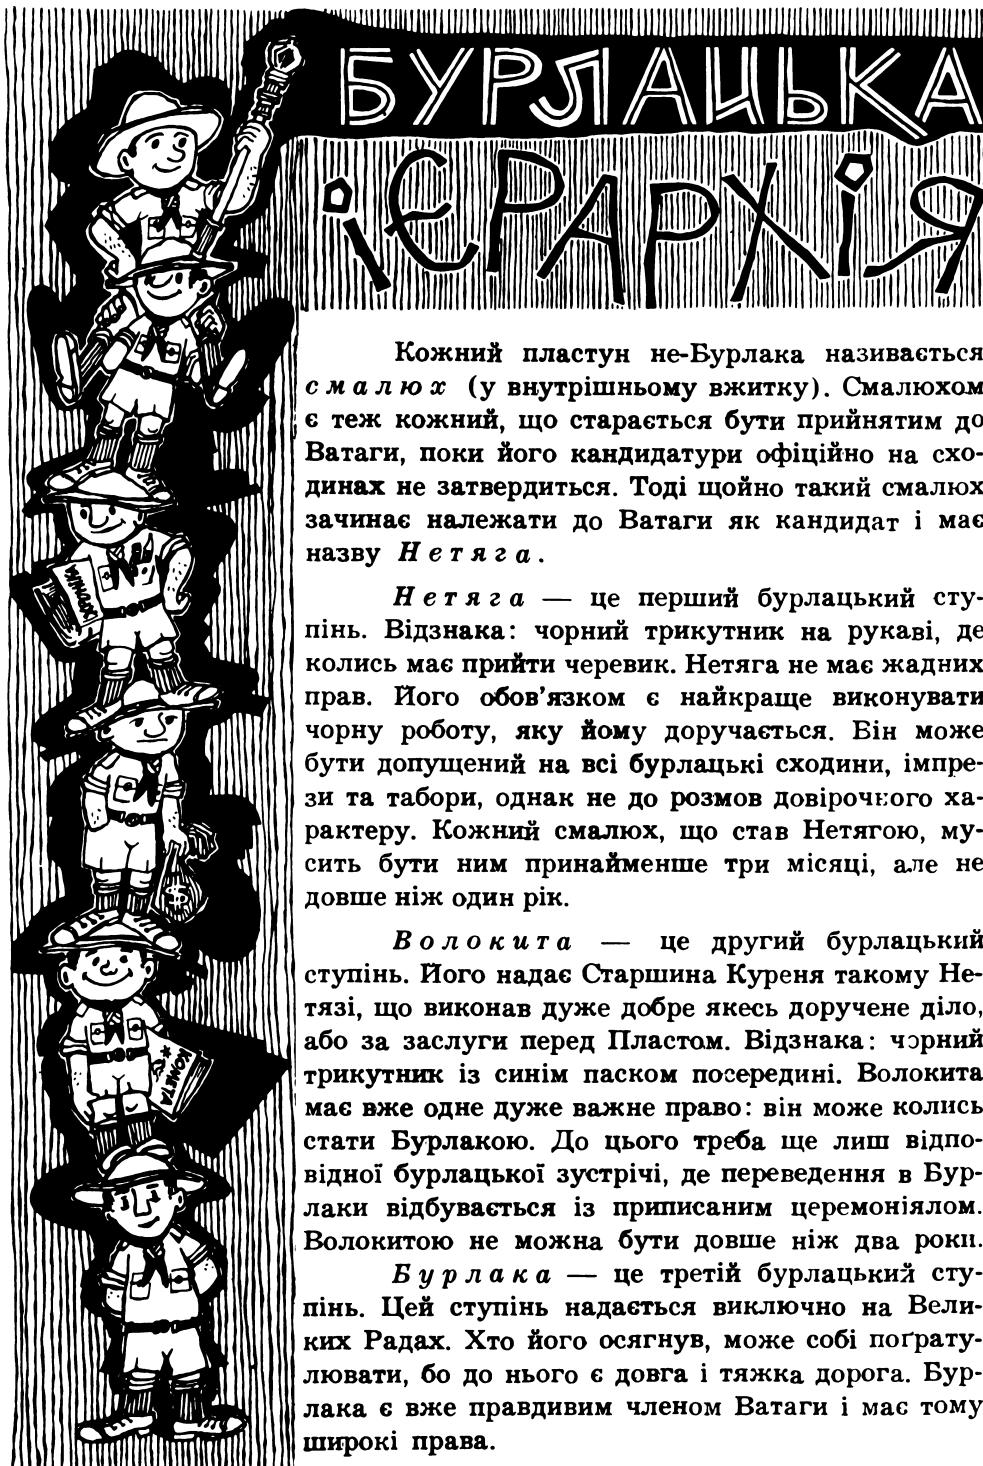 БУРЛАЦЬКА
ІЄРАРХІЯ
Кожний пластун не-Бурлака називається
смалюх (у внутрішньому вжитку). Смалюхом
є теж кожний, що старається бути прийнятим до
Ватаги, поки його кандидатури офіційно на схо-
динах не затвердиться. Тоді щойно такий смалюх
зачинає належати до Ватаги як кандидат і має
назву Нетяга.
Нетяга — це перший бурлацький сту-
пінь. Відзнака: чорний трикутник на рукаві, де
колись має прийти черевик. Нетяга не має жадних
прав. Його обов'язком є найкраще виконувати
чорну роботу, яку йому доручається. Він може
бути допущений на всі бурлацькі сходини, імпре-
зи та табори, однак не до розмов довірочного ха-
рактеру. Кожний смалюх, що став Нетягою, му-
сить бути ним принайменше три місяці, але не
довше ніж один рік.
Волокита — це другий бурлацький
ступінь. Його надає Старшина Куреня такому Не-
тязі, що виконав дуже добре якесь доручене діло,
або за заслуги перед Пластом. Відзнака: чорний
трикутник із синім паском посередині. Волокита
має вже одне дуже важне право: він може колись
стати Бурлакою. До цього треба ще лиш відпо-
відної бурлацької зустрічі, де переведення в Бур-
лаки відбувається із приписаним церемоніялом.
Волокитою не можна бути довше ніж два роки.
Бурлака — це третій бурлацький сту-
пінь. Цей ступінь надається виключно на Вели-
ких Радах. Хто його осягнув, може собі поґрату-
лювати, бо до нього є довга і тяжка дорога. Бур-
лака є вже правдивим членом Ватаги і має тому
широкі права.
ХРОНІКА
$
КОМЕТА